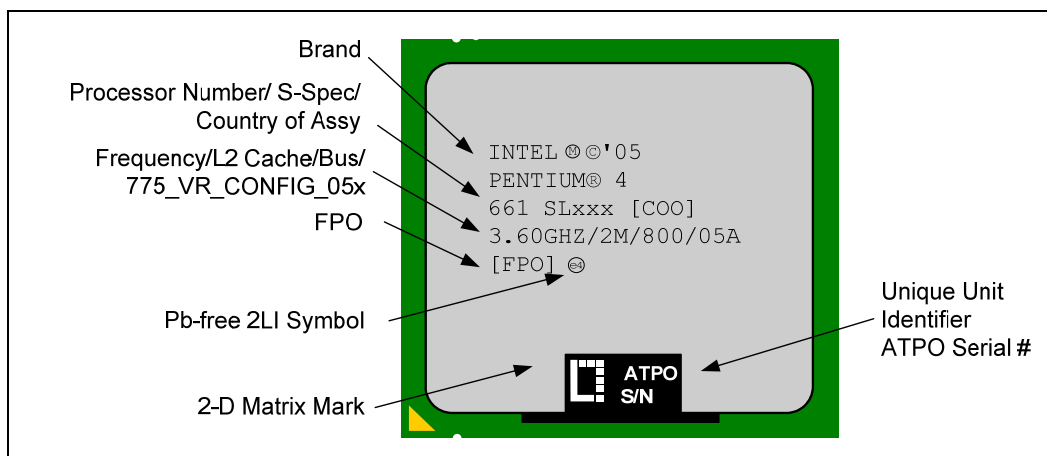 Brand
Processor Number/ S-Spec/
Country of Assy
Frequency/L2 Cache/Bus/
775_VR_CONFIG_05x
FPO
Pb-free 2LI Symbol
2-D Matrix Mark
INTEL Ⓜ©'05
PENTIUM® 4
661 SLxxx [COO]
3.60GHZ/2M/800/05A
[FPO] e4
ATPO
S/N
Unique Unit
Identifier
ATPO Serial #